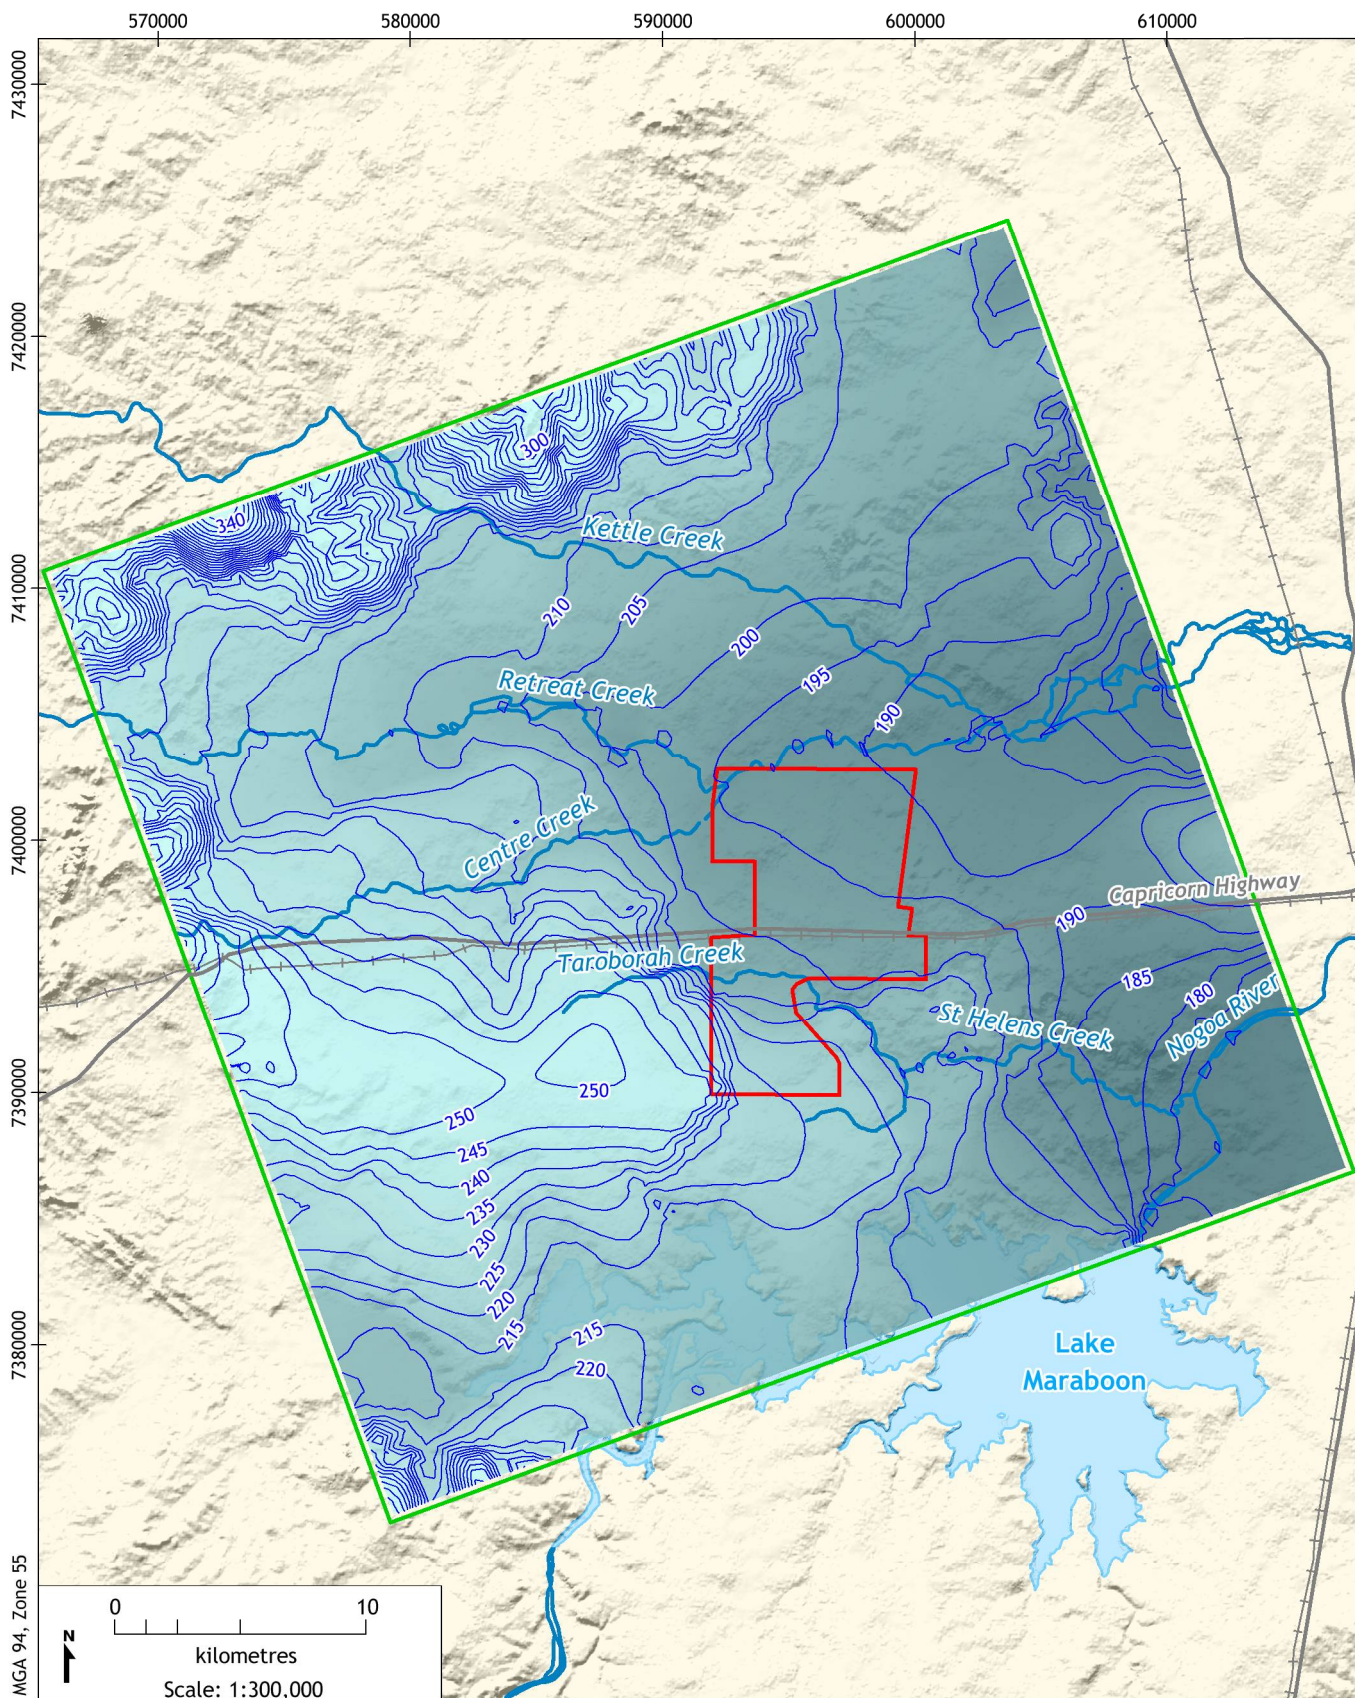 570000 580000 590000 600000 610000
7430000
7420000
7410000
7400000
7390000
7380000
MGA 94, Zone 55
300
340
Kettle Creek
210
205
200
195
190
Retreat Creek
Centre Creek
Capricorn Highway
190
Taroborah Creek
185
180
St Helens Creek
Nogoa River
250
250
245
240
235
230
225
220
215
215
220
Lake
Maraboon
0 10
N
kilometres
Scale: 1:300,000